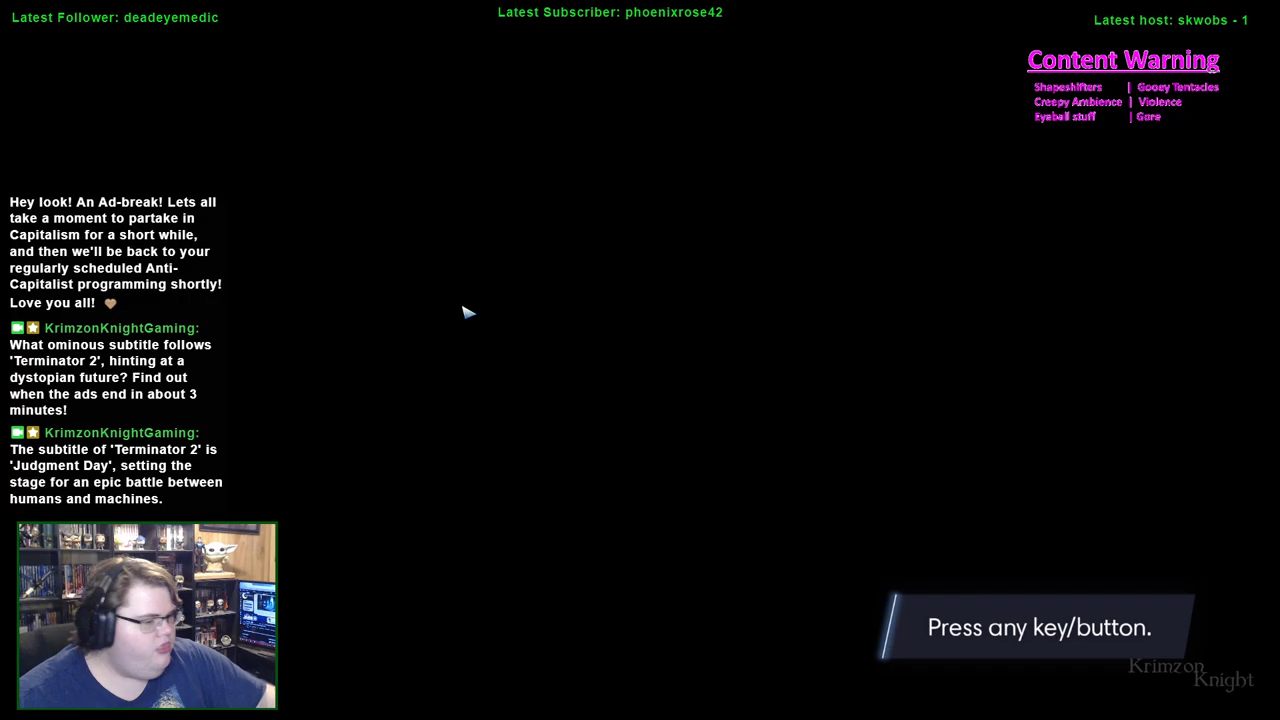 Latest Follower: deadeyemedic
Latest Subscriber: phoenixrose42
Latest host: skwobs - 1
Content Warning
Shapeshifters | Gooey Tentacles
Creepy Ambience | Violence
Eyeball stuff | Gore
Hey look! An Ad-break! Lets all
take a moment to partake in
Capitalism for a short while,
and then we'll be back to your
regularly scheduled Anti-
Capitalist programming shortly!
Love you all!
KrimzonKnightGaming:
What ominous subtitle follows
'Terminator 2', hinting at a
dystopian future? Find out
when the ads end in about 3
minutes!
KrimzonKnightGaming:
The subtitle of 'Terminator 2' is
'Judgment Day', setting the
stage for an epic battle between
humans and machines.
Press any key/button.
Krimzon
Knight